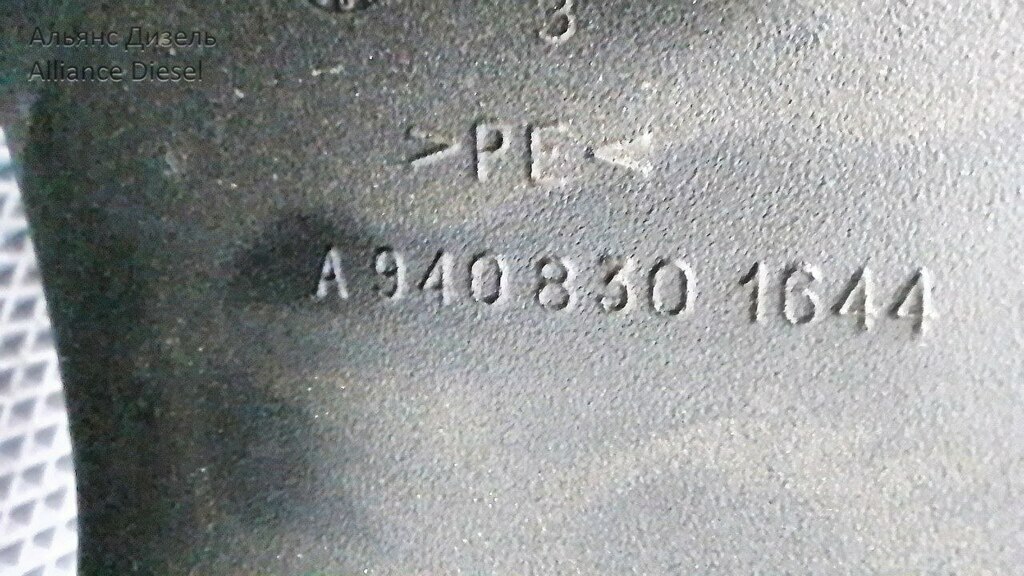 Альянс Дизель
Alliance Diesel
3
>PE<
A 940 830 1644